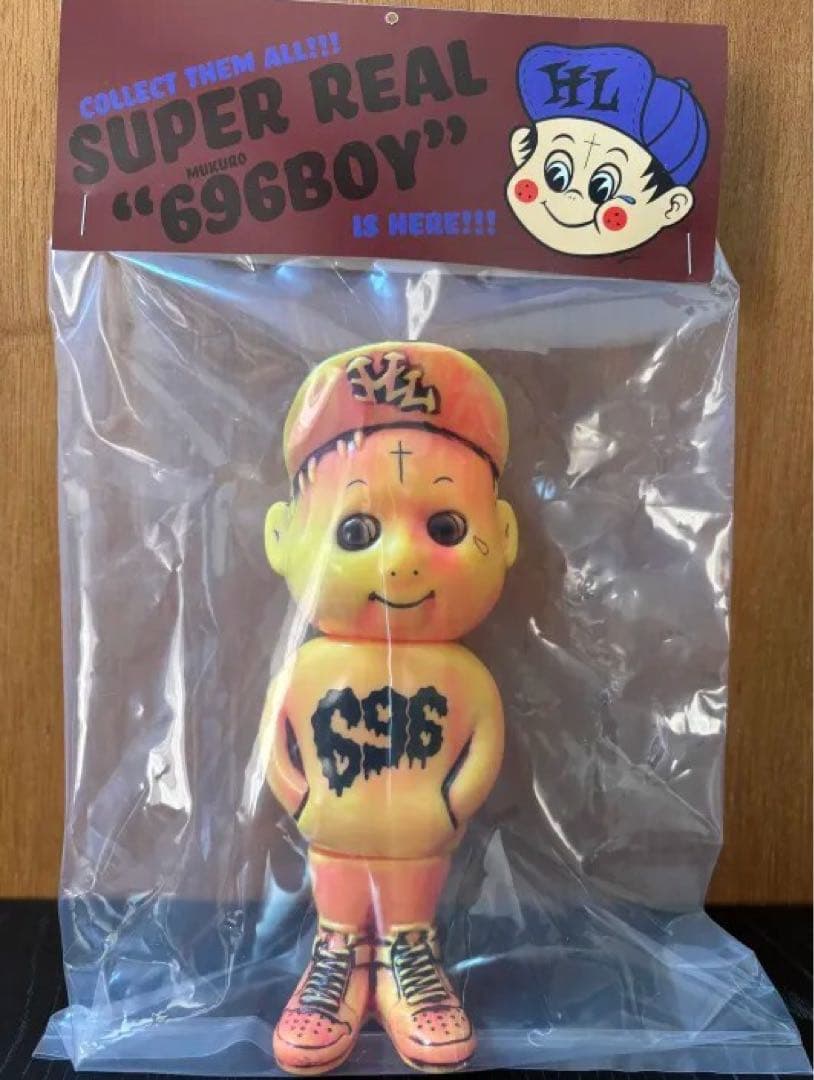 COLLECT THEM ALL!!!
SUPER REAL
MUKURO
"696BOY"
IS HERE!!!
HL
HL
696